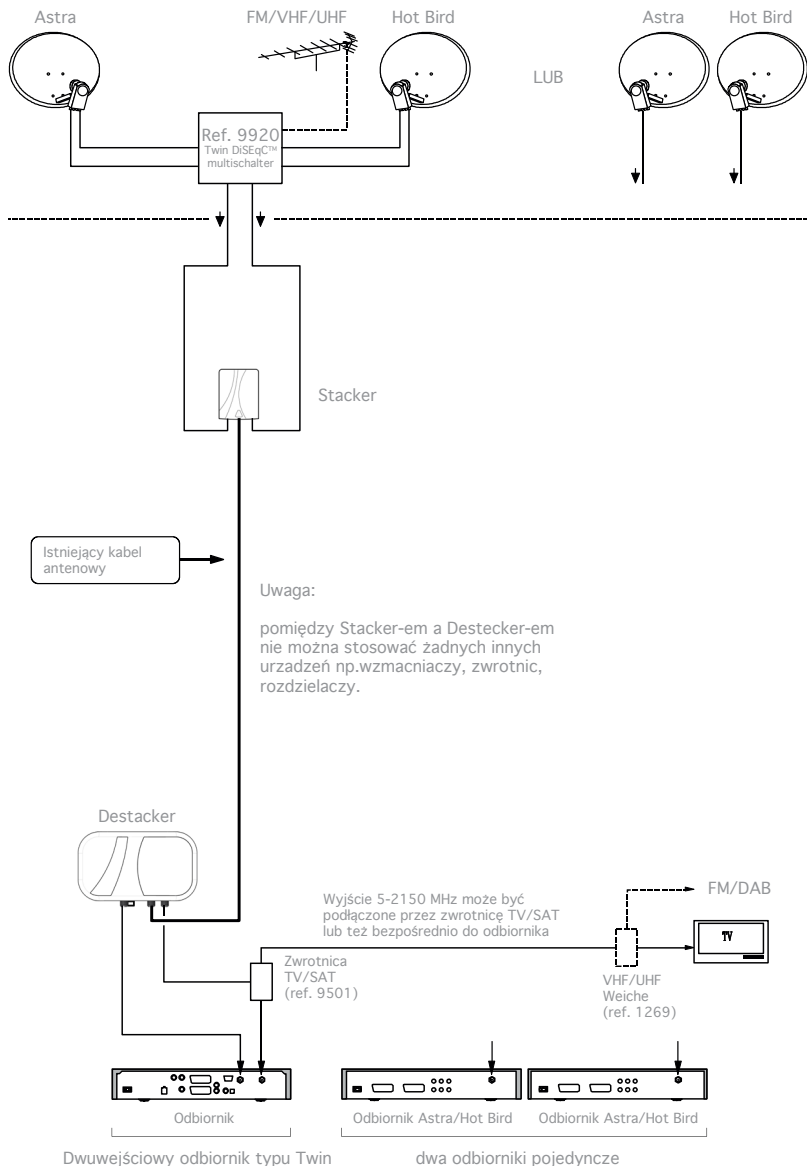 Astra
FM/VHF/UHF
Hot Bird
Astra
Hot Bird
LUB
Ref. 9920
Twin DiSEqC™
multischalter
Stacker
Istniejący kabel
antenowy
Uwaga:
pomiędzy Stacker-em a Destecker-em
nie można stosować żadnych innych
urzadzeń np.wzmacniaczy, zwrotnic,
rozdzielaczy.
Destacker
Wyjście 5-2150 MHz może być
podłączone przez zwrotnicę TV/SAT
lub też bezpośrednio do odbiornika
FM/DAB
TV
Zwrotnica
TV/SAT
(ref. 9501)
VHF/UHF
Weiche
(ref. 1269)
Odbiornik
Odbiornik Astra/Hot Bird
Odbiornik Astra/Hot Bird
Dwuwejściowy odbiornik typu Twin
dwa odbiorniki pojedyncze